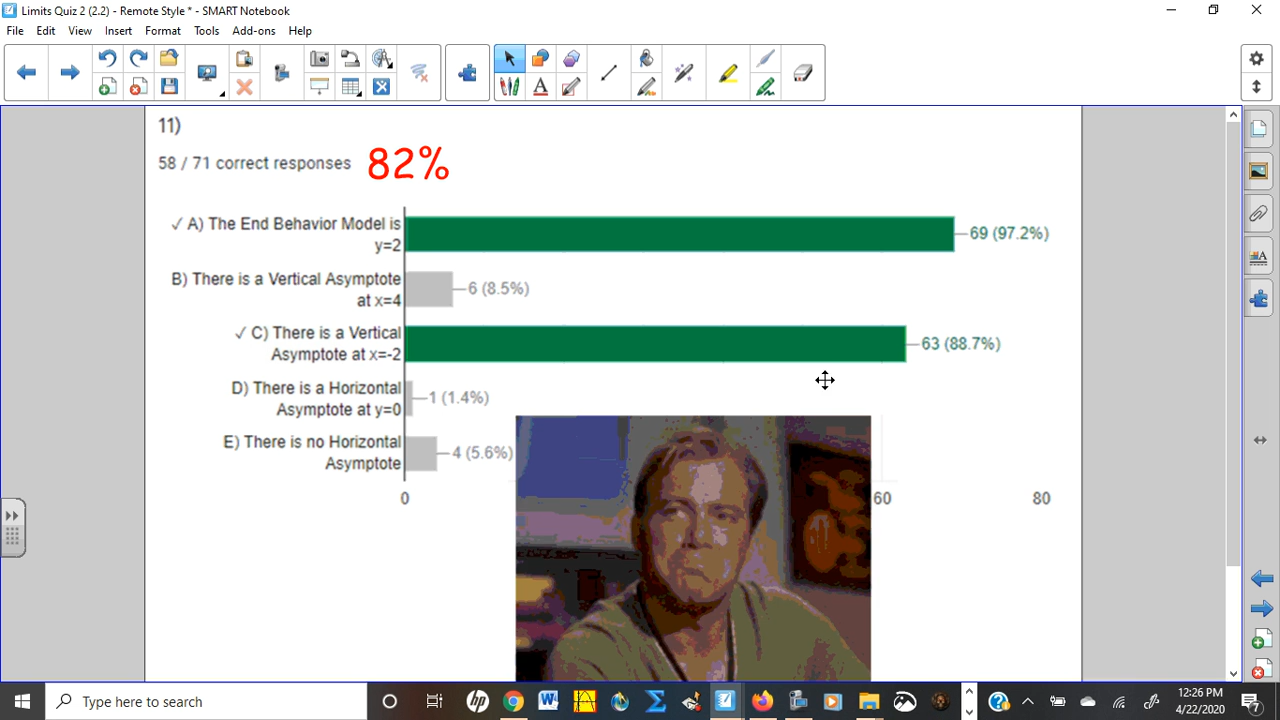 Limits Quiz 2 (2.2) - Remote Style * - SMART Notebook
File Edit View Insert Format Tools Add-ons Help
11)
58 / 71 correct responses 82%
✓ A) The End Behavior Model is
y=2
69 (97.2%)
B) There is a Vertical Asymptote
at x=4
6 (8.5%)
✓ C) There is a Vertical
Asymptote at x=-2
63 (88.7%)
D) There is a Horizontal
Asymptote at y=0
1 (1.4%)
E) There is no Horizontal
Asymptote
4 (5.6%)
0 60 80
Type here to search
12:26 PM
4/22/2020
7